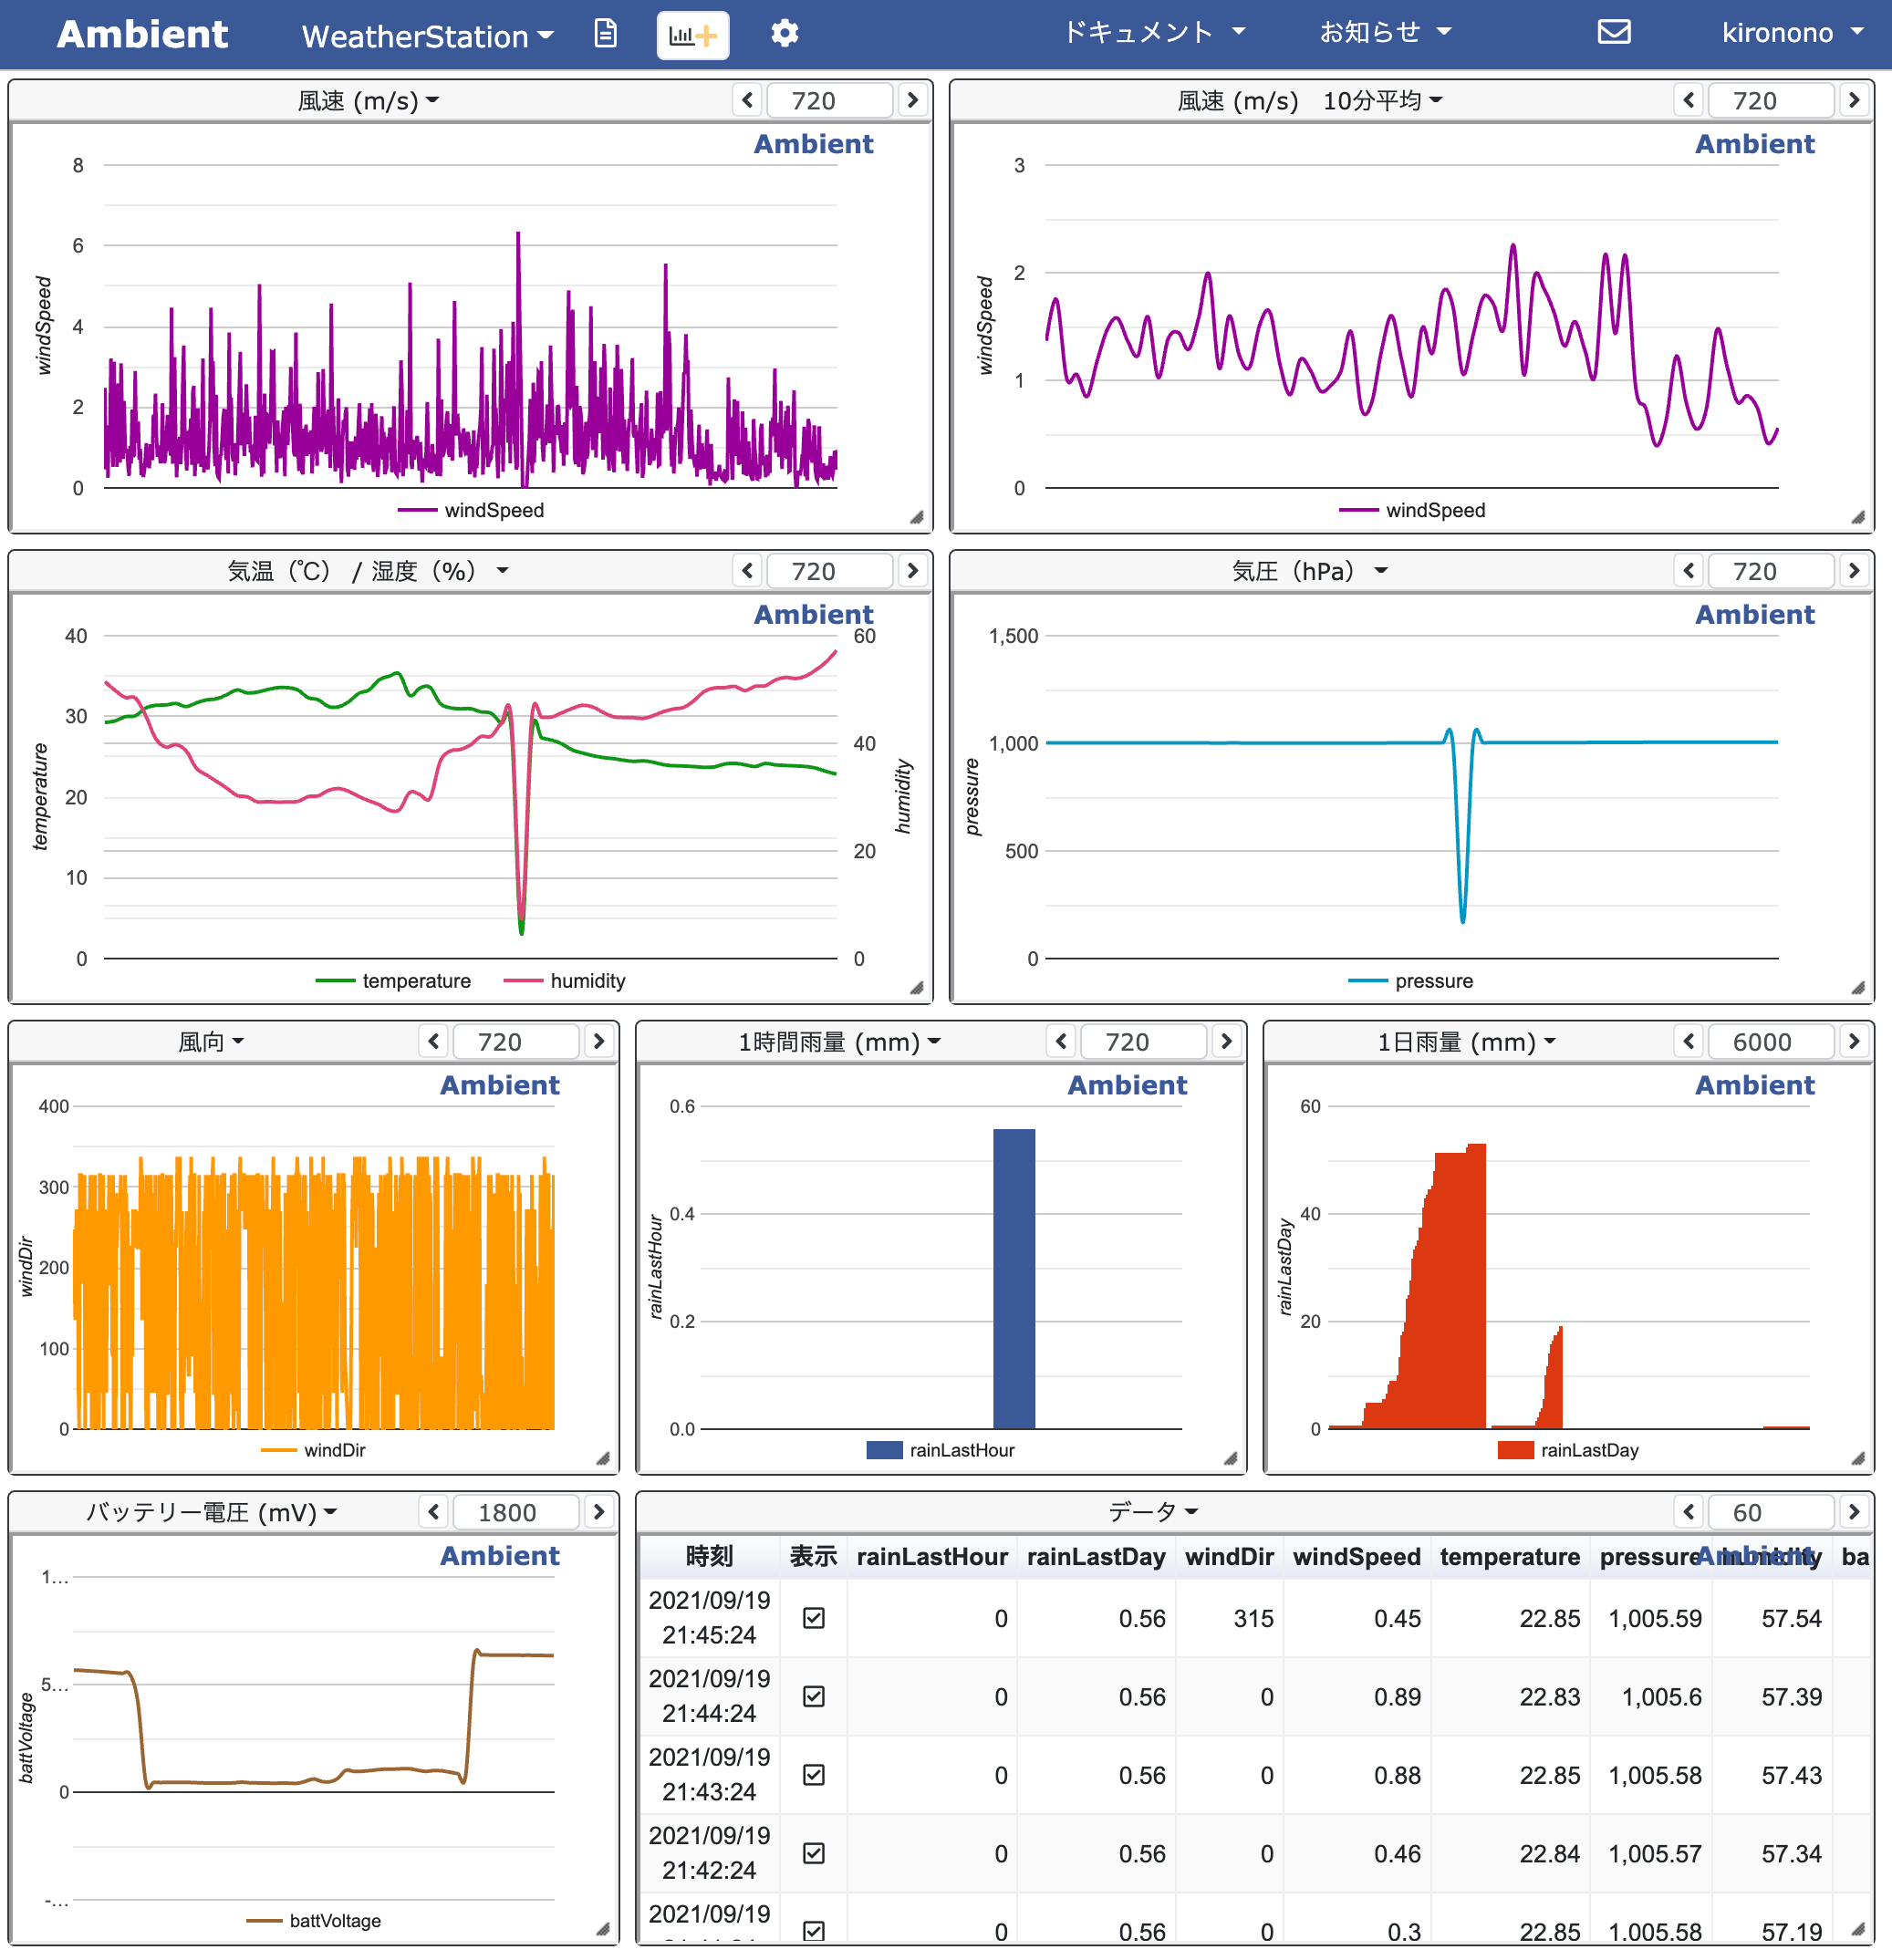 Ambient WeatherStation ドキュメント お知らせ kironono
風速 (m/s) 720
Ambient
8
6
4
2
0
windSpeed
windSpeed
風速 (m/s) 10分平均 720
Ambient
3
2
1
0
windSpeed
windSpeed
気温（℃） / 湿度（%） 720
Ambient
40
30
20
10
0
60
40
20
0
temperature
humidity
temperature humidity
気圧（hPa） 720
Ambient
1,500
1,000
500
0
pressure
pressure
風向 720
Ambient
400
300
200
100
0
windDir
windDir
1時間雨量 (mm) 720
Ambient
0.6
0.4
0.2
0.0
rainLastHour
rainLastHour
1日雨量 (mm) 6000
Ambient
60
40
20
0
rainLastDay
rainLastDay
バッテリー電圧 (mV) 1800
Ambient
1...
5...
0
-...
battVoltage
battVoltage
データ 60
Ambient
時刻 表示 rainLastHour rainLastDay windDir windSpeed temperature pressure humidity ba
2021/09/19
21:45:24 0 0.56 315 0.45 22.85 1,005.59 57.54
2021/09/19
21:44:24 0 0.56 0 0.89 22.83 1,005.6 57.39
2021/09/19
21:43:24 0 0.56 0 0.88 22.85 1,005.58 57.43
2021/09/19
21:42:24 0 0.56 0 0.46 22.84 1,005.57 57.34
2021/09/19
0 0.56 0 0.3 22.85 1,005.58 57.19